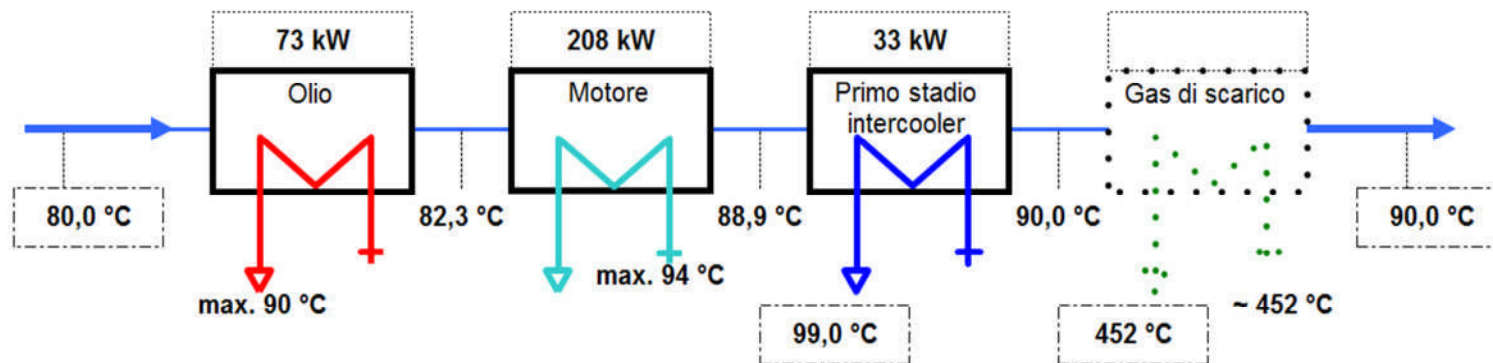 73 kW
208 kW
33 kW
Olio
Motore
Primo stadio
intercooler
Gas di scarico
80,0 °C
82,3 °C
88,9 °C
90,0 °C
90,0 °C
max. 90 °C
max. 94 °C
99,0 °C
452 °C
~ 452 °C